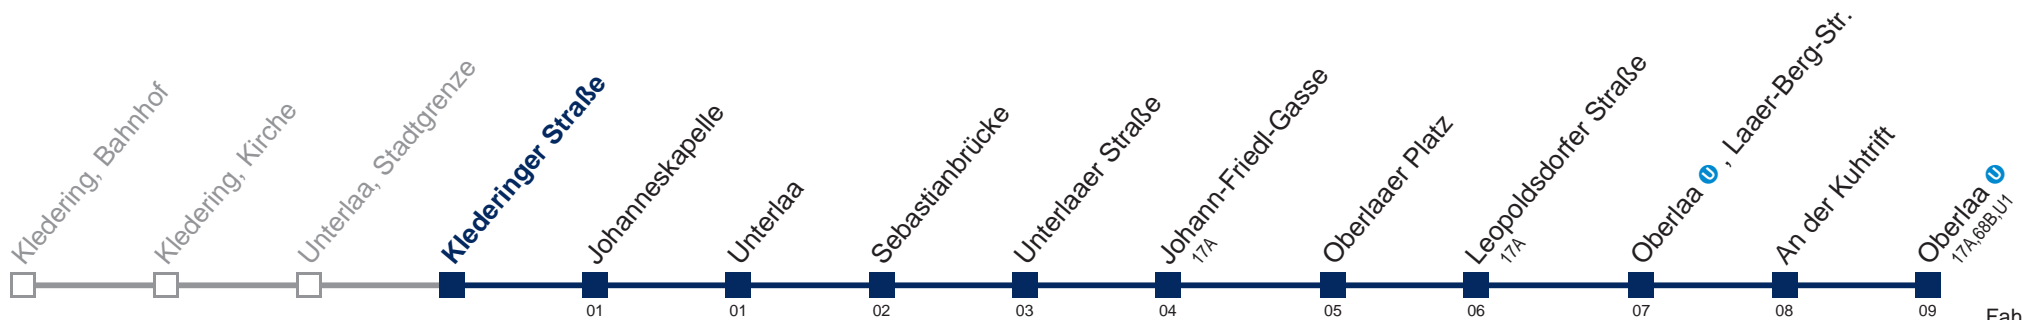 Kledering, Bahnhof
Kledering, Kirche
Unterlaa, Stadtgrenze
Klederinger Straße
Johanneskapelle
Unterlaa
Sebastianbrücke
Unterlaaer Straße
Johann-Friedl-Gasse
17A
Oberlaaer Platz
Leopoldsdorfer Straße
17A
Oberlaa U , Laaer-Berg-Str.
An der Kuhtrift
Oberlaa U
17A,68B,U1
01 01 02 03 04 05 06 07 08 09
Fah